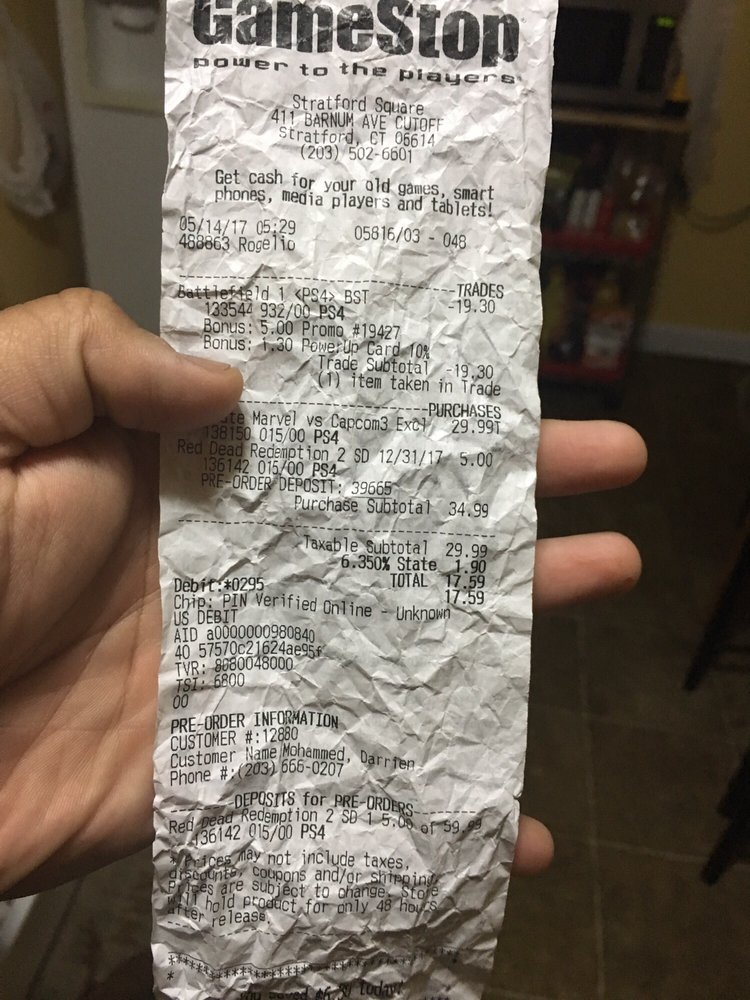 GameStop
power to the players
Stratford Square
411 BARNUM AVE CUTOFF
Stratford, CT 06614
(203) 502-6601
Get cash for your old games, smart
phones, media players and tablets!
05/14/17 05:29 05816/03 - 048
488863 Rogelio
TRADES
Battlefield 1 <PS4> BST -19.30
133544 932/00 PS4
Bonus: 5.00 Promo #19427
Bonus: 1.30 PowerUp Card 10%
Trade Subtotal -19.30
(1) item taken in Trade
PURCHASES
ate Marvel vs Capcom3 Excl 29.99T
138150 015/00 PS4
Red Dead Redemption 2 SD 12/31/17 5.00
136142 015/00 PS4
PRE-ORDER DEPOSIT: 39665
Purchase Subtotal 34.99
Taxable Subtotal 29.99
6.350% State 1.90
TOTAL 17.59
Debit:*0295 17.59
Chip: PIN Verified Online - Unknown
US DEBIT
AID a0000000980840
40 57570c21624ae95f
TVR: 8080048000
TSI: 6800
00
PRE-ORDER INFORMATION
CUSTOMER #:12880
Customer Name Mohammed, Darrien
Phone #:(203) 666-0207
DEPOSITS for PRE-ORDERS
Red Dead Redemption 2 SD 1 5.00 of 59.99
136142 015/00 PS4
* Prices may not include taxes,
discounts, coupons and/or shipping.
Prices are subject to change. Store
will hold product for only 48 hours
after release.
*
saved today!